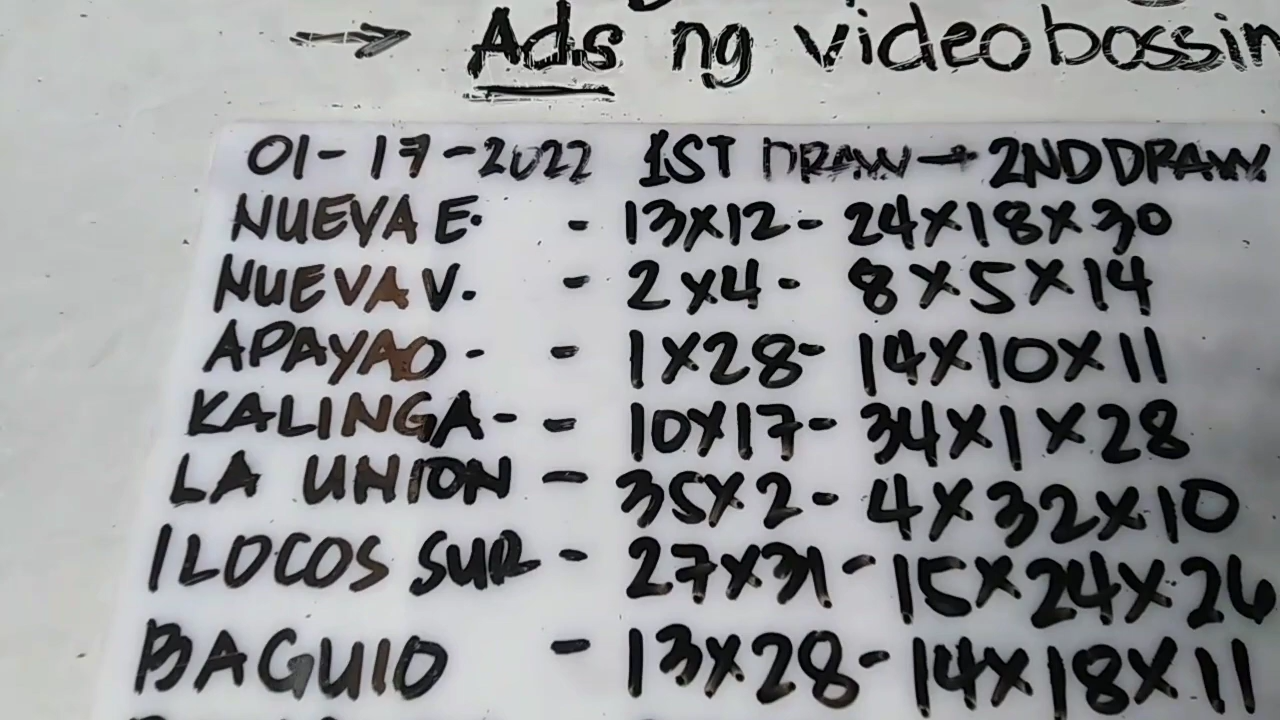 → Ads ng videobossin
01-17-2022 1ST DRAW → 2ND DRAW
NUEVA E. - 13X12- 24X18X30
NUEVA V. - 2X4- 8X5X14
APAYAO - - 1X28- 14X10X11
KALINGA- - 10X17- 34X1X28
LA UNION - 35X2- 4X32X10
ILOCOS SUR - 27X31- 15X24X26
BAGUIO - 13X28- 14X18X11